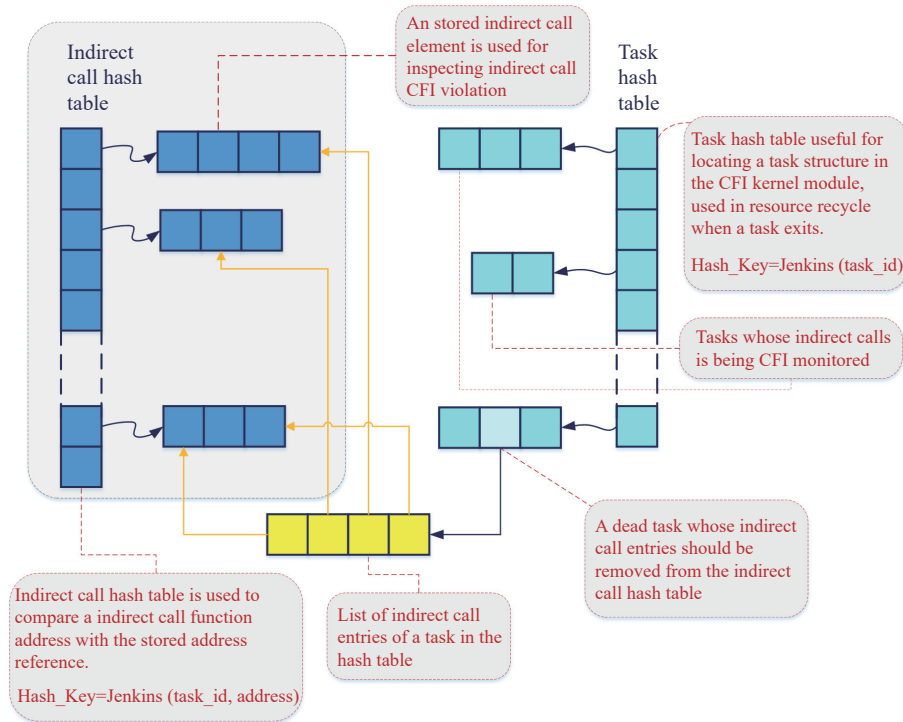 Indirect
call hash
table
An stored indirect call
element is used for
inspecting indirect call
CFI violation
Task
hash
table
Task hash table useful for
locating a task structure in
the CFI kernel module,
used in resource recycle
when a task exits.
Hash_Key=Jenkins (task_id)
Tasks whose indirect calls
is being CFI monitored
A dead task whose indirect
call entries should be
removed from the indirect
call hash table
List of indirect call
entries of a task in the
hash table
Indirect call hash table is used to
compare a indirect call function
address with the stored address
reference.
Hash_Key=Jenkins (task_id, address)